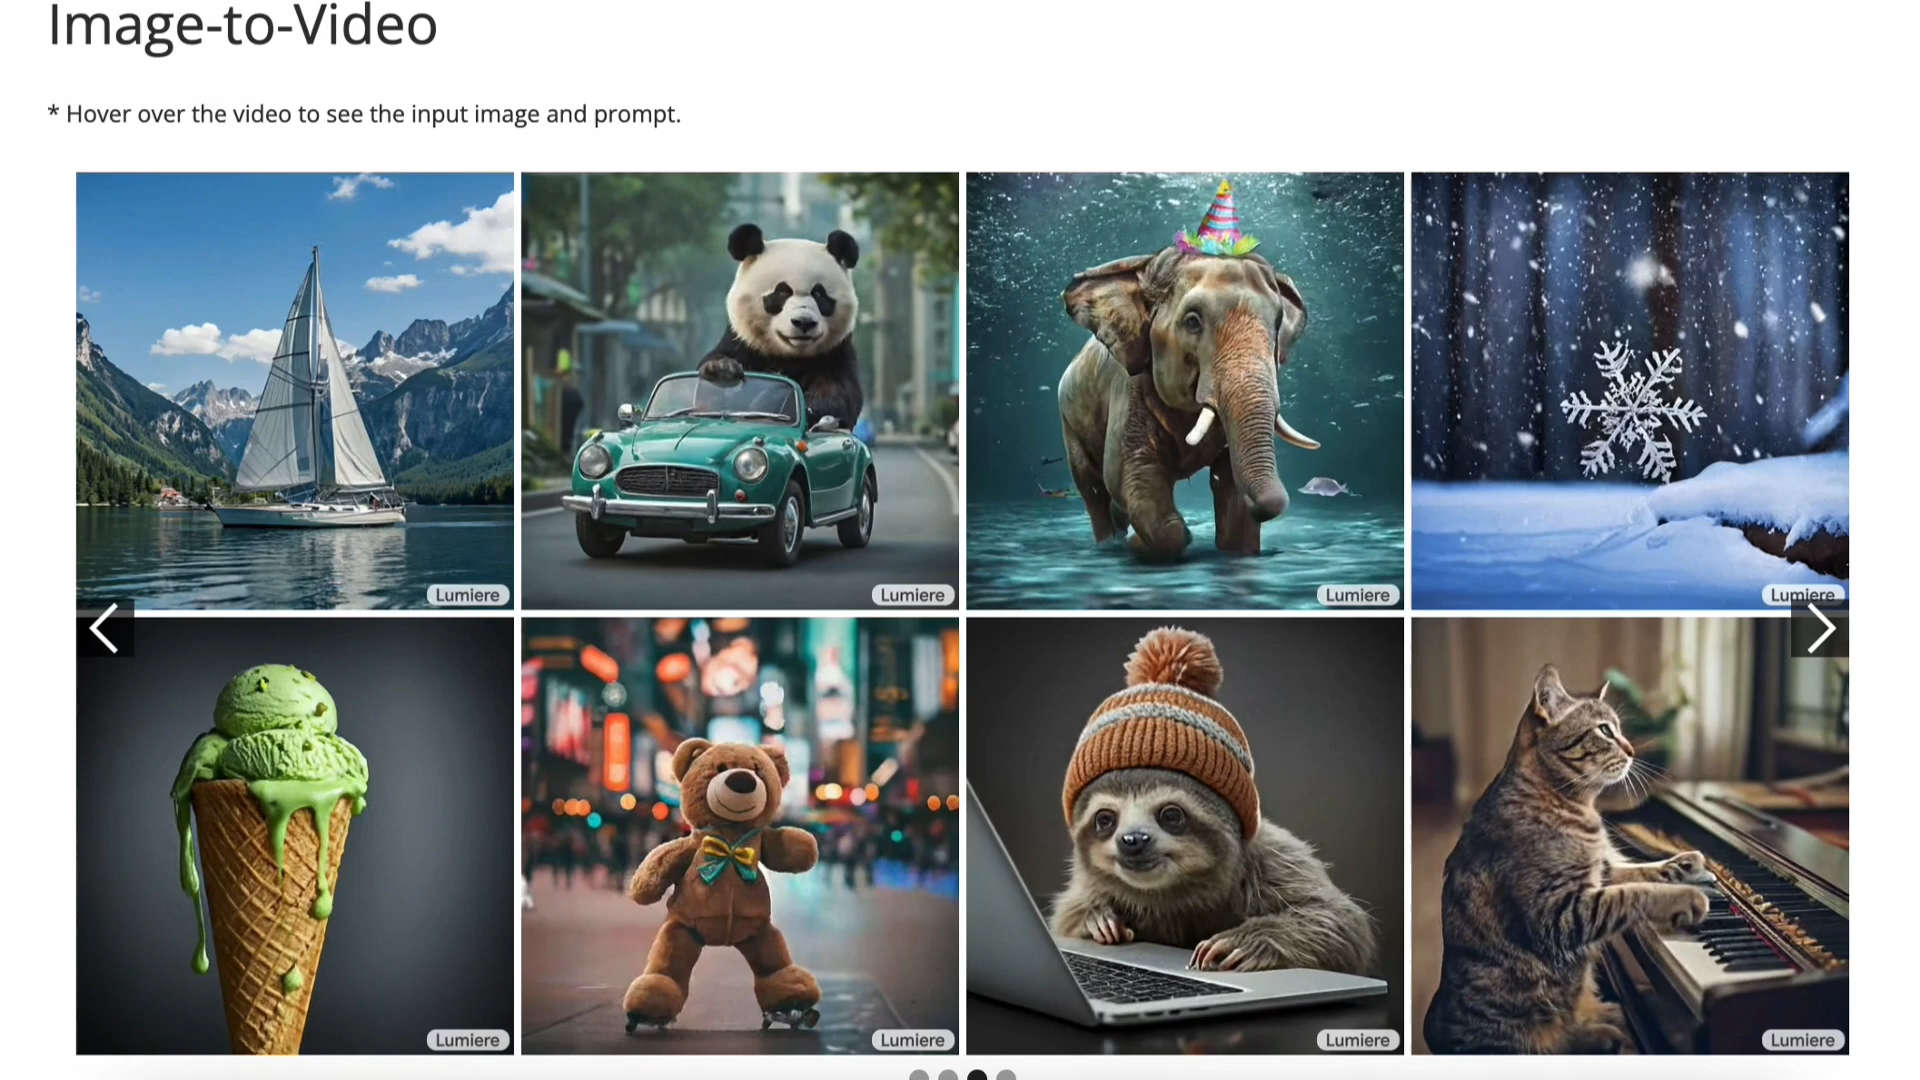 Image-to-Video
* Hover over the video to see the input image and prompt.
Lumiere
Lumiere
Lumiere
Lumiere
Lumiere
Lumiere
Lumiere
Lumiere